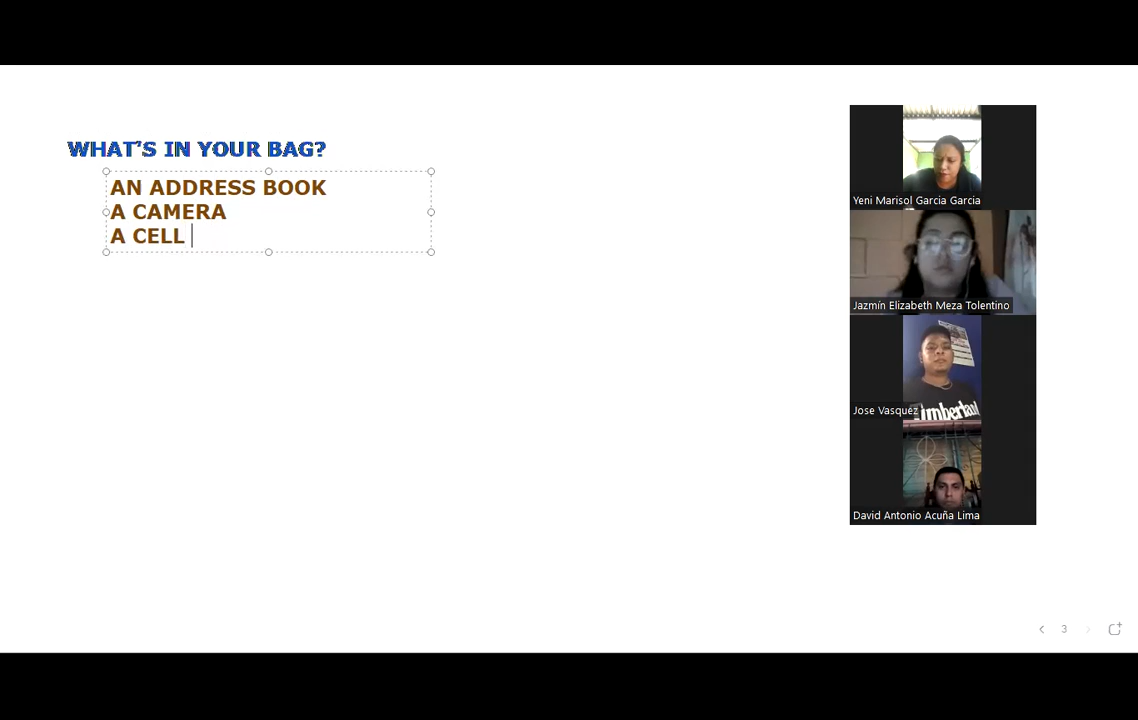 WHAT'S IN YOUR BAG?
AN ADDRESS BOOK
A CAMERA
A CELL
Yeni Marisol Garcia Garcia
Jazmín Elizabeth Meza Tolentino
Timberland
Jose Vasquez
David Antonio Acuña Lima
3